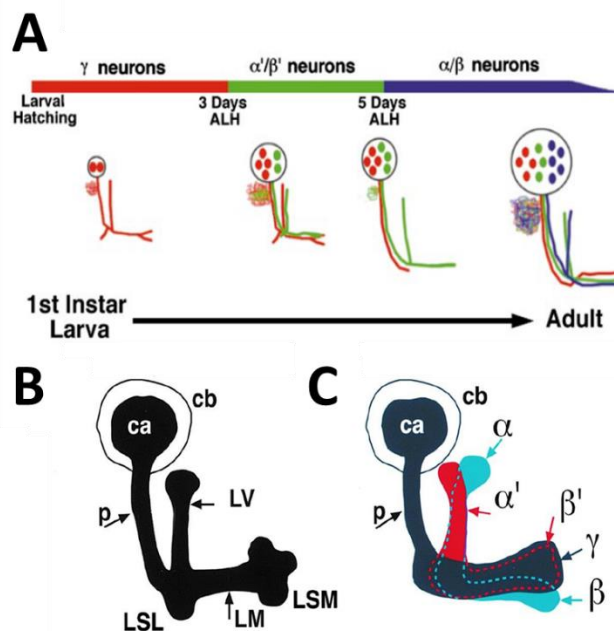 A
γ neurons α'/β' neurons α/β neurons
Larval Hatching 3 Days ALH 5 Days ALH
1st Instar Larva Adult
B
cb
ca
p
LV
LSL
LM
LSM
C
cb
ca
α
α'
p
β'
γ
β